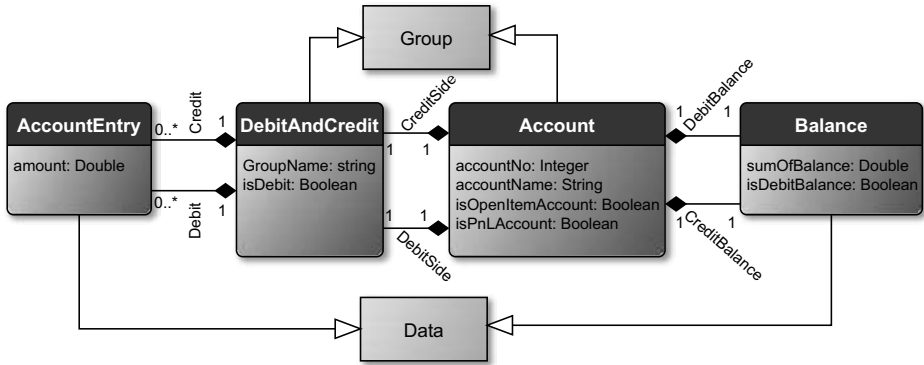 Group
AccountEntry
amount: Double
Credit
0..*
1
Debit
0..*
1
DebitAndCredit
GroupName: string
isDebit: Boolean
CreditSide
1
1
DebitSide
1
1
Account
accountNo: Integer
accountName: String
isOpenItemAccount: Boolean
isPnLAccount: Boolean
DebitBalance
1
1
CreditBalance
1
1
Balance
sumOfBalance: Double
isDebitBalance: Boolean
Data